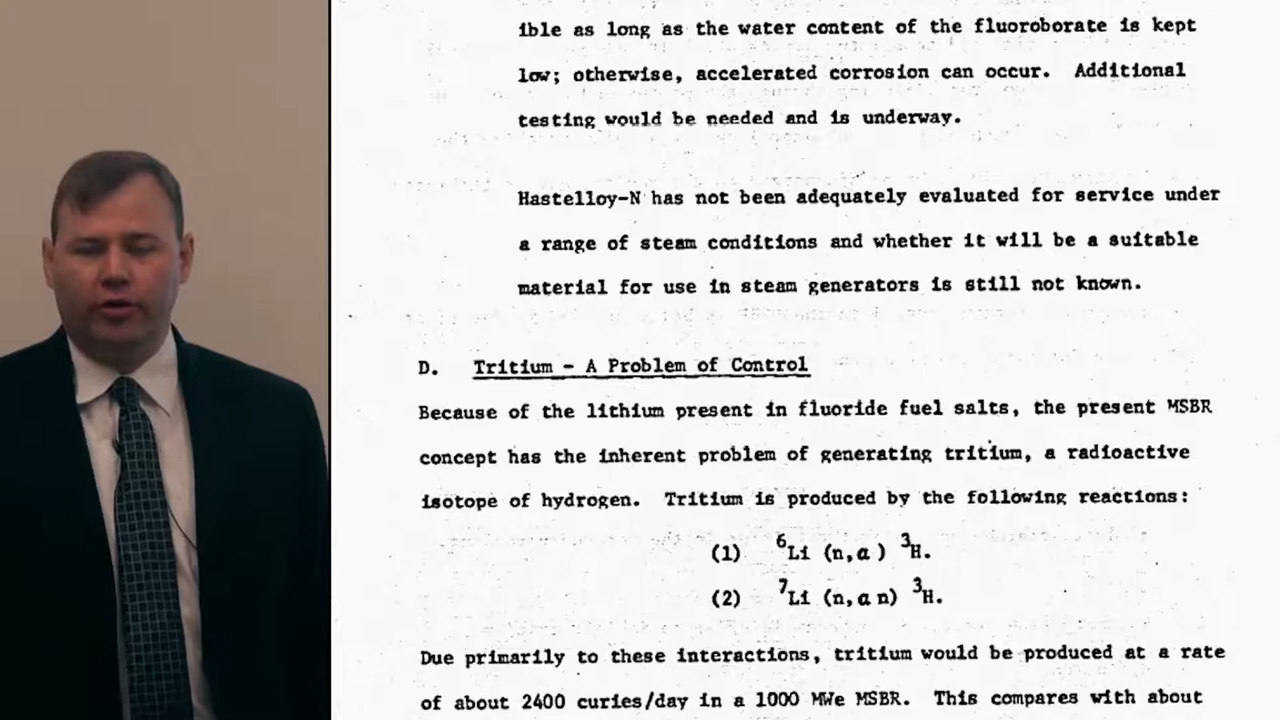 ible as long as the water content of the fluoroborate is kept
low; otherwise, accelerated corrosion can occur. Additional
testing would be needed and is underway.
Hastelloy-N has not been adequately evaluated for service under
a range of steam conditions and whether it will be a suitable
material for use in steam generators is still not known.
D. Tritium - A Problem of Control
Because of the lithium present in fluoride fuel salts, the present MSBR
concept has the inherent problem of generating tritium, a radioactive
isotope of hydrogen. Tritium is produced by the following reactions:
(1) ⁶Li (n,α) ³H.
(2) ⁷Li (n,αn) ³H.
Due primarily to these interactions, tritium would be produced at a rate
of about 2400 curies/day in a 1000 MWe MSBR. This compares with about